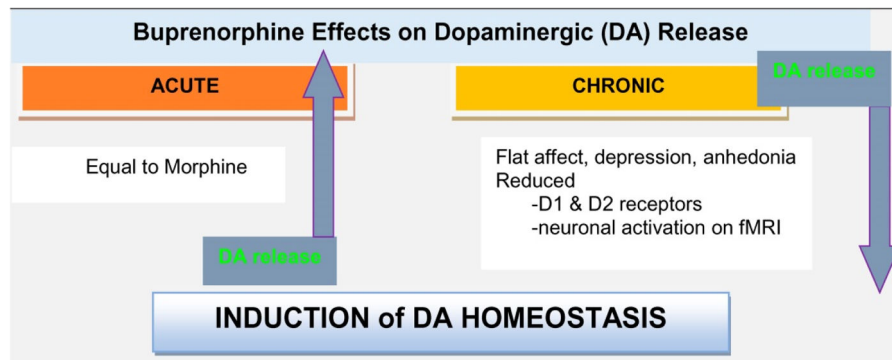 Buprenorphine Effects on Dopaminergic (DA) Release
ACUTE
Equal to Morphine
DA release
CHRONIC
DA release
Flat affect, depression, anhedonia
Reduced
-D1 & D2 receptors
-neuronal activation on fMRI
INDUCTION of DA HOMEOSTASIS